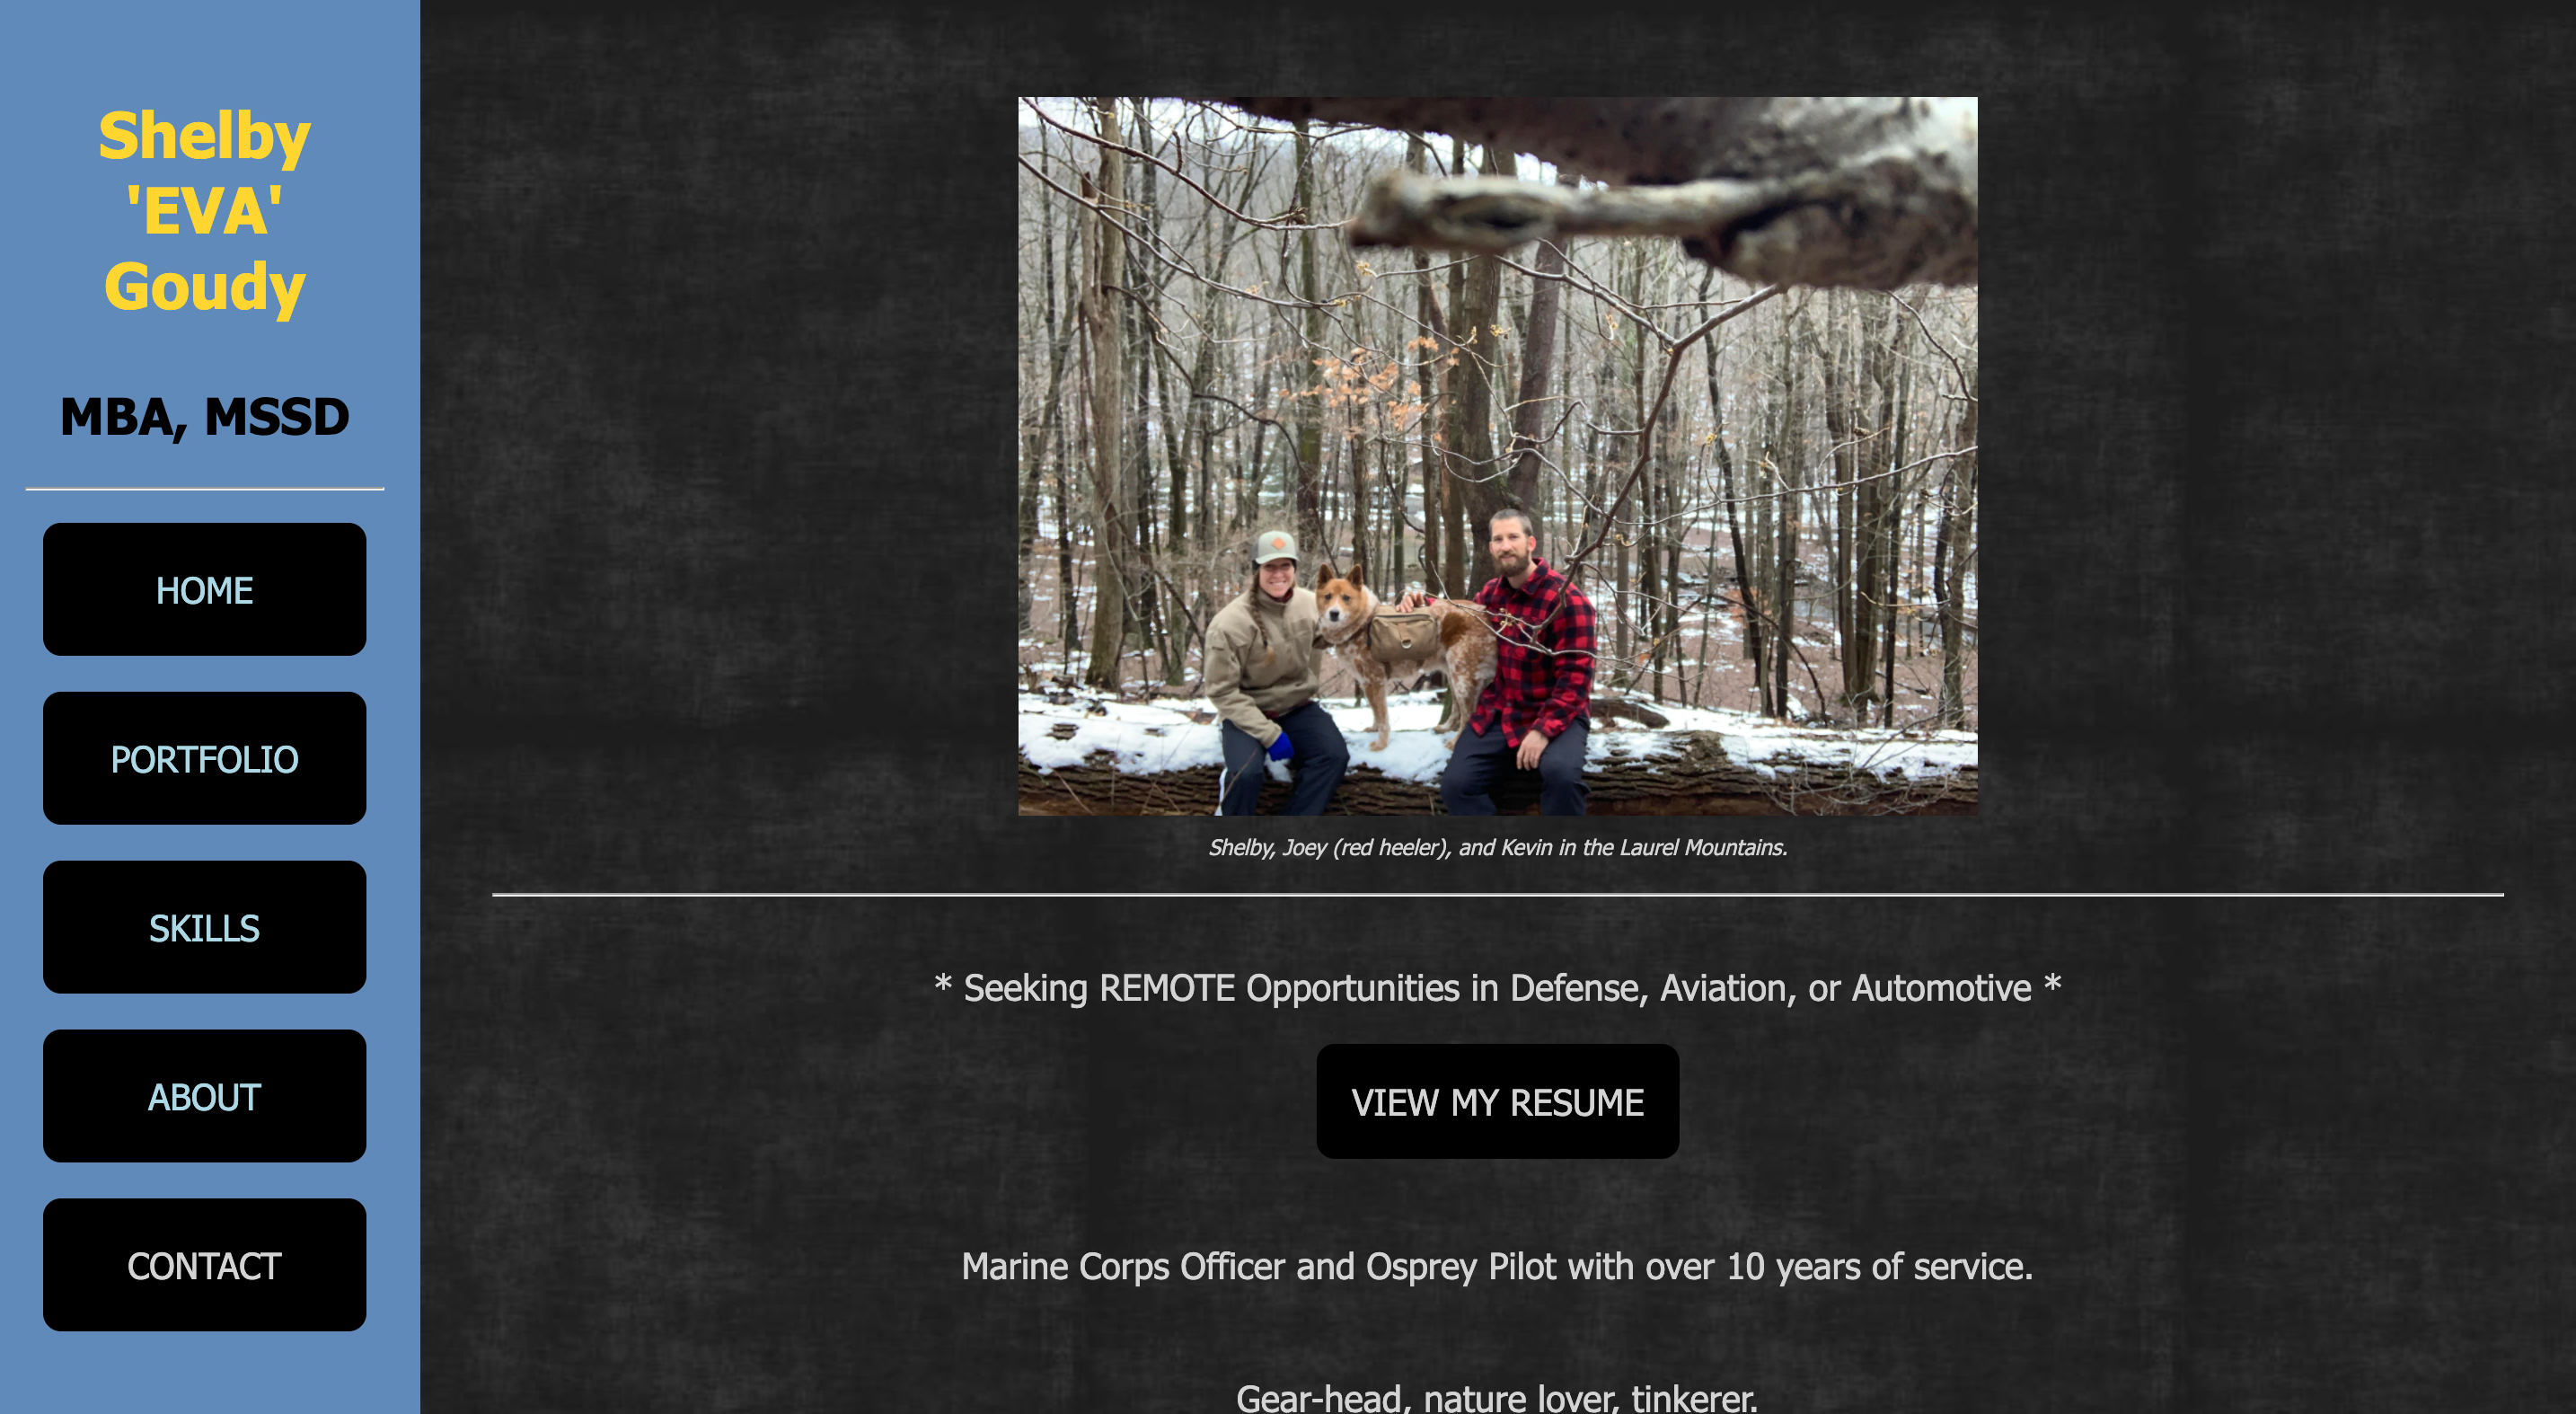 Shelby
'EVA'
Goudy
MBA, MSSD
HOME
PORTFOLIO
SKILLS
ABOUT
CONTACT
Shelby, Joey (red heeler), and Kevin in the Laurel Mountains.
* Seeking REMOTE Opportunities in Defense, Aviation, or Automotive *
VIEW MY RESUME
Marine Corps Officer and Osprey Pilot with over 10 years of service.
Gear-head, nature lover, tinkerer.